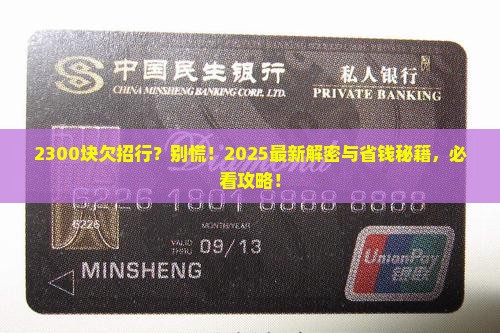 中国民生银行
CHINA MINSHENG BANKING CORP., LTD.
私人银行
PRIVATE BANKING
2300块欠招行？别慌！2025最新解密与省钱秘籍，必
看攻略！
Diamond
6226 1801 8888 8888
6226
MONTH/YEAR
VALID
THRU
09/13
MINSHENG
UnionPay
银联